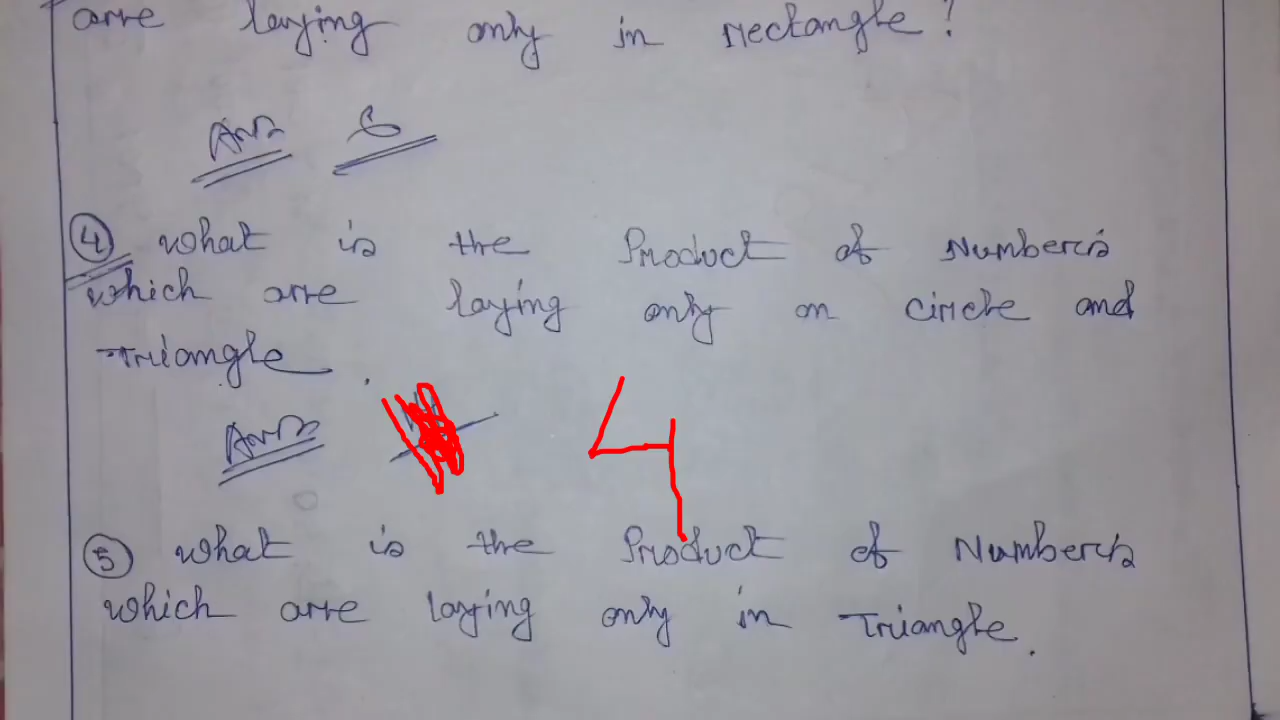 are laying only in rectangle?
Ans 6
4 What is the Product of Numbers
which are laying only on circle and
Triangle.
Ans 4
5 What is the Product of Numbers
which are laying only in Triangle.